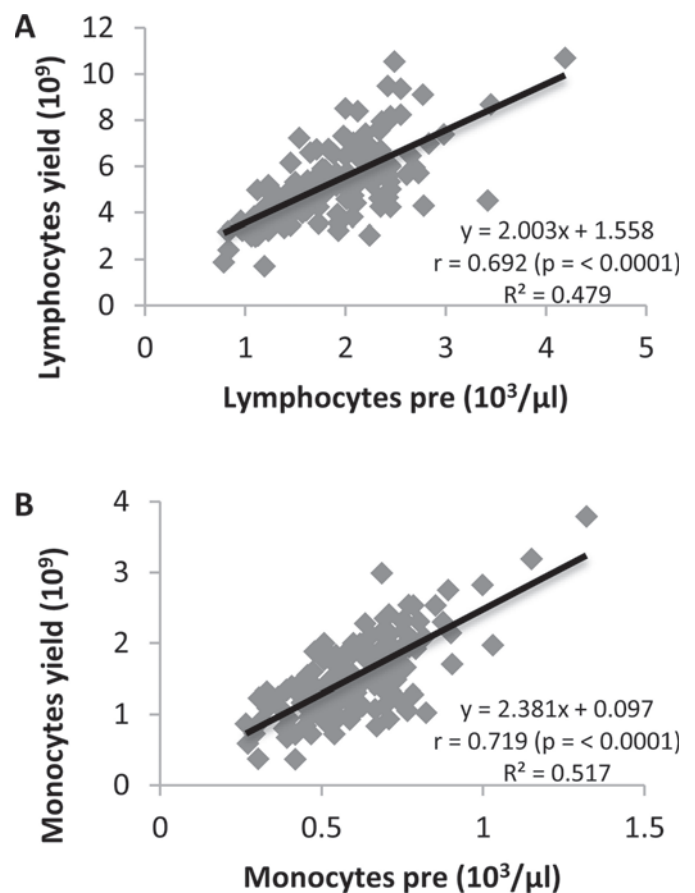 A
12
10
8
6
4
2
0
Lymphocytes yield (10⁹)
y = 2.003x + 1.558
r = 0.692 (p = < 0.0001)
R² = 0.479
0 1 2 3 4 5
Lymphocytes pre (10³/µl)
B
4
3
2
1
0
Monocytes yield (10⁹)
y = 2.381x + 0.097
r = 0.719 (p = < 0.0001)
R² = 0.517
0 0.5 1 1.5
Monocytes pre (10³/µl)